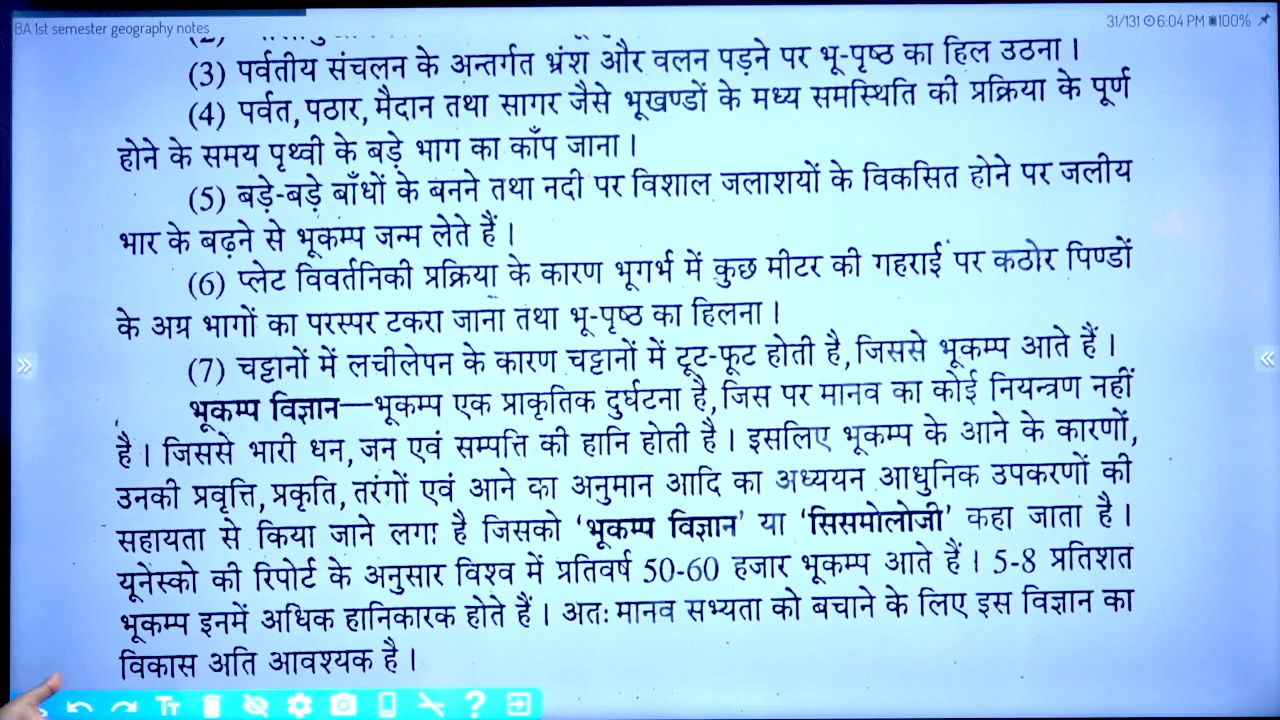 BA 1st semester geography notes
31/131 6:04 PM 100%
(3) पर्वतीय संचलन के अन्तर्गत भ्रंश और वलन पड़ने पर भू-पृष्ठ का हिल उठना।
(4) पर्वत, पठार, मैदान तथा सागर जैसे भूखण्डों के मध्य समस्थिति की प्रक्रिया के पूर्ण
होने के समय पृथ्वी के बड़े भाग का काँप जाना।
(5) बड़े-बड़े बाँधों के बनने तथा नदी पर विशाल जलाशयों के विकसित होने पर जलीय
भार के बढ़ने से भूकम्प जन्म लेते हैं।
(6) प्लेट विवर्तनिकी प्रक्रिया के कारण भूगर्भ में कुछ मीटर की गहराई पर कठोर पिण्डों
के अग्र भागों का परस्पर टकरा जाना तथा भू-पृष्ठ का हिलना।
(7) चट्टानों में लचीलेपन के कारण चट्टानों में टूट-फूट होती है, जिससे भूकम्प आते हैं।
भूकम्प विज्ञान—भूकम्प एक प्राकृतिक दुर्घटना है, जिस पर मानव का कोई नियन्त्रण नहीं
है। जिससे भारी धन, जन एवं सम्पत्ति की हानि होती है। इसलिए भूकम्प के आने के कारणों,
उनकी प्रवृत्ति, प्रकृति, तरंगों एवं आने का अनुमान आदि का अध्ययन आधुनिक उपकरणों की
सहायता से किया जाने लगा है जिसको ‘भूकम्प विज्ञान’ या ‘सिसमोलोजी’ कहा जाता है।
यूनेस्को की रिपोर्ट के अनुसार विश्व में प्रतिवर्ष 50-60 हजार भूकम्प आते हैं। 5-8 प्रतिशत
भूकम्प इनमें अधिक हानिकारक होते हैं। अतः मानव सभ्यता को बचाने के लिए इस विज्ञान का
विकास अति आवश्यक है।